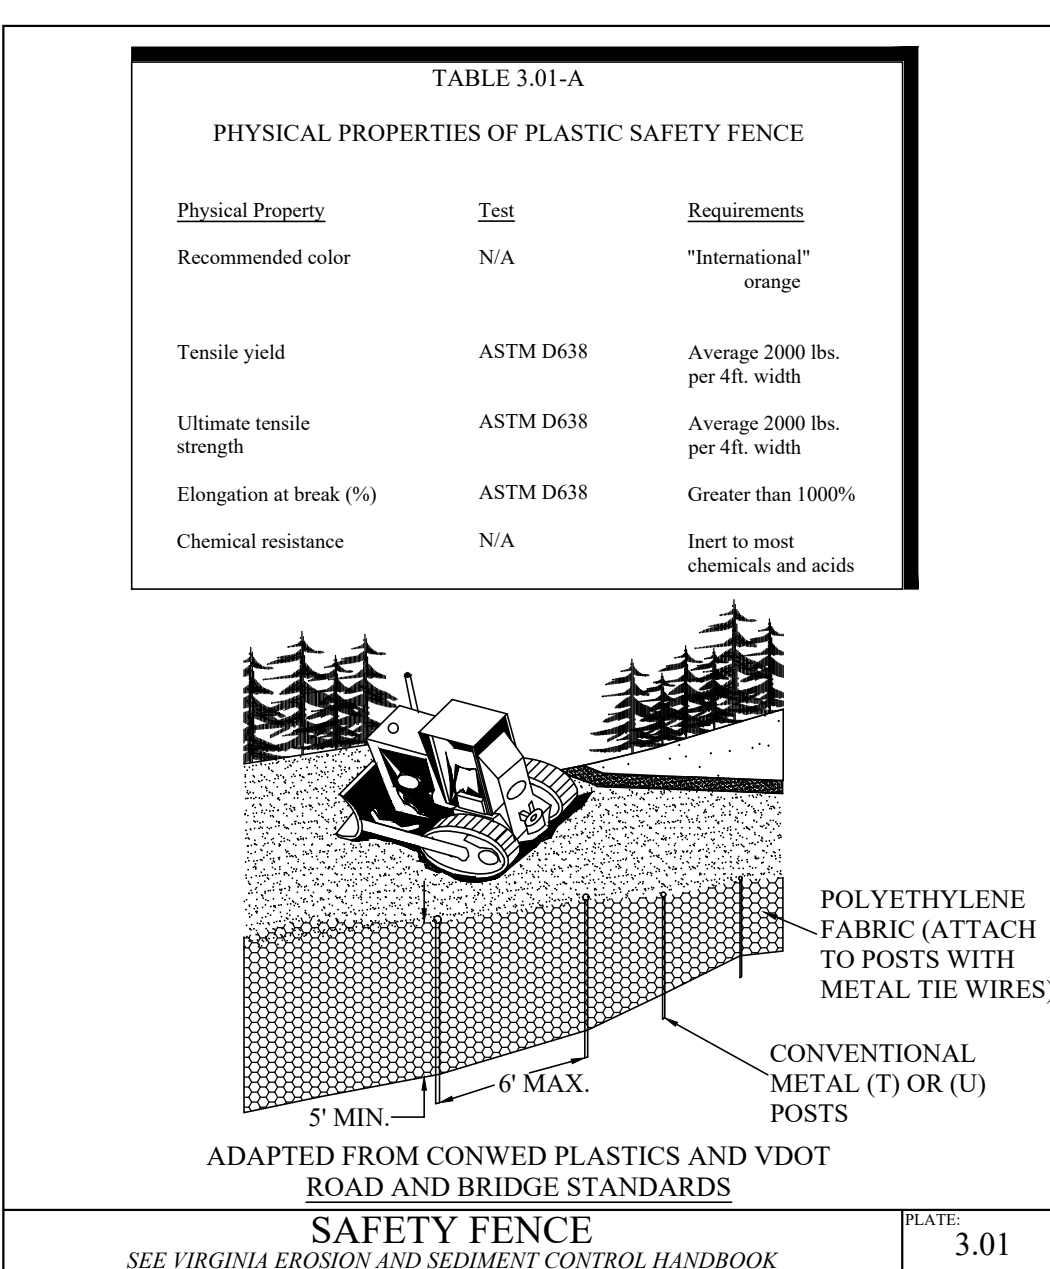 TABLE 3.01-A
PHYSICAL PROPERTIES OF PLASTIC SAFETY FENCE
Physical Property Test Requirements
Recommended color N/A "International"
orange
Tensile yield ASTM D638 Average 2000 lbs.
per 4ft. width
Ultimate tensile ASTM D638 Average 2000 lbs.
strength per 4ft. width
Elongation at break (%) ASTM D638 Greater than 1000%
Chemical resistance N/A Inert to most
chemicals and acids
POLYETHYLENE
FABRIC (ATTACH
TO POSTS WITH
METAL TIE WIRES)
CONVENTIONAL
METAL (T) OR (U)
POSTS
6' MAX.
5' MIN.
ADAPTED FROM CONWED PLASTICS AND VDOT
ROAD AND BRIDGE STANDARDS
SAFETY FENCE
SEE VIRGINIA EROSION AND SEDIMENT CONTROL HANDBOOK
PLATE:
3.01